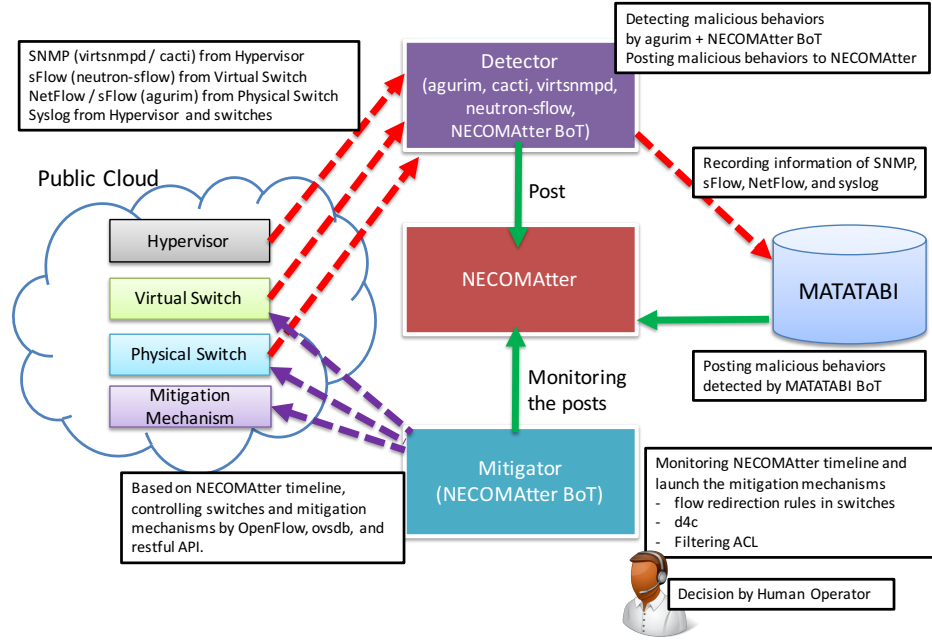 SNMP (virtsnmpd / cacti) from Hypervisor
sFlow (neutron-sflow) from Virtual Switch
NetFlow / sFlow (agurim) from Physical Switch
Syslog from Hypervisor and switches
Detector
(agurim, cacti, virtsnmpd,
neutron-sflow,
NECOMAtter BoT)
Detecting malicious behaviors
by agurim + NECOMAtter BoT
Posting malicious behaviors to NECOMAtter
Public Cloud
Hypervisor
Virtual Switch
Physical Switch
Mitigation
Mechanism
Post
Recording information of SNMP,
sFlow, NetFlow, and syslog
NECOMAtter
MATATABI
Posting malicious behaviors
detected by MATATABI BoT
Monitoring
the posts
Mitigator
(NECOMAtter BoT)
Based on NECOMAtter timeline,
controlling switches and mitigation
mechanisms by OpenFlow, ovsdb, and
restful API.
Monitoring NECOMAtter timeline and
launch the mitigation mechanisms
- flow redirection rules in switches
- d4c
- Filtering ACL
Decision by Human Operator